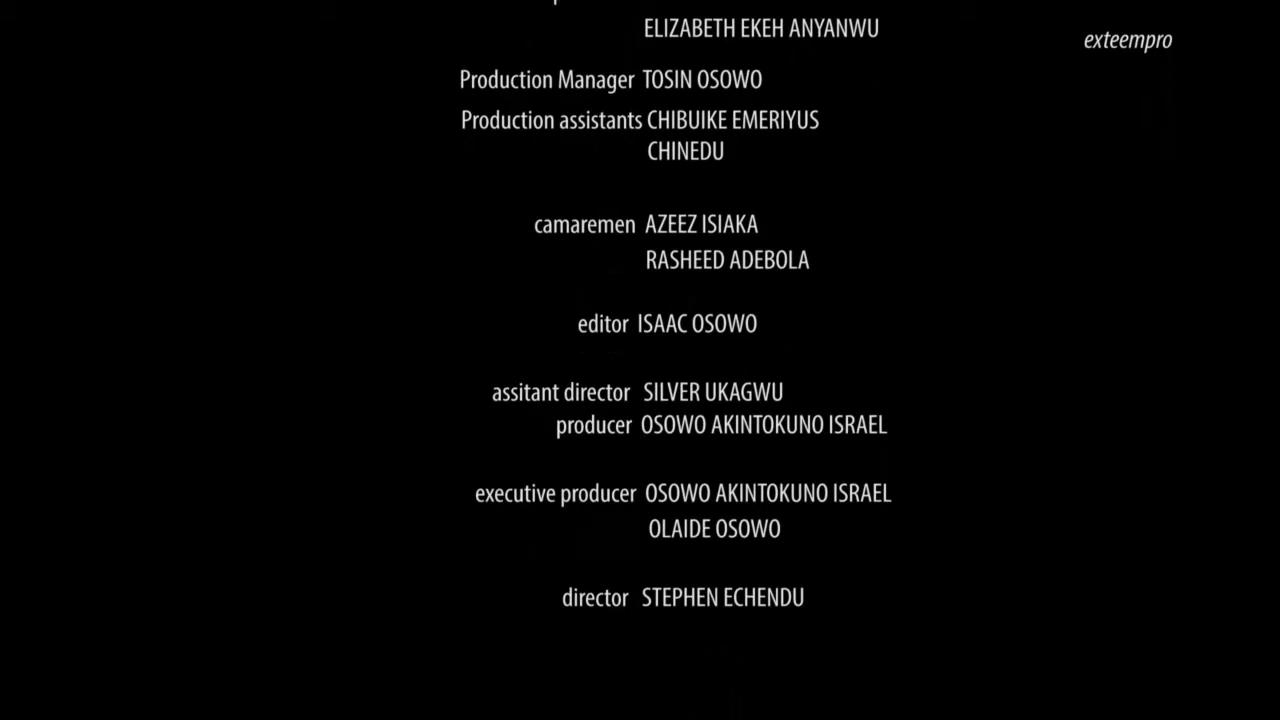 ELIZABETH EKEH ANYANWU
exteempro
Production Manager TOSIN OSOWO
Production assistants CHIBUIKE EMERIYUS
CHINEDU
camaremen AZEEZ ISIAKA
RASHEED ADEBOLA
editor ISAAC OSOWO
assitant director SILVER UKAGWU
producer OSOWO AKINTOKUNO ISRAEL
executive producer OSOWO AKINTOKUNO ISRAEL
OLAIDE OSOWO
director STEPHEN ECHENDU